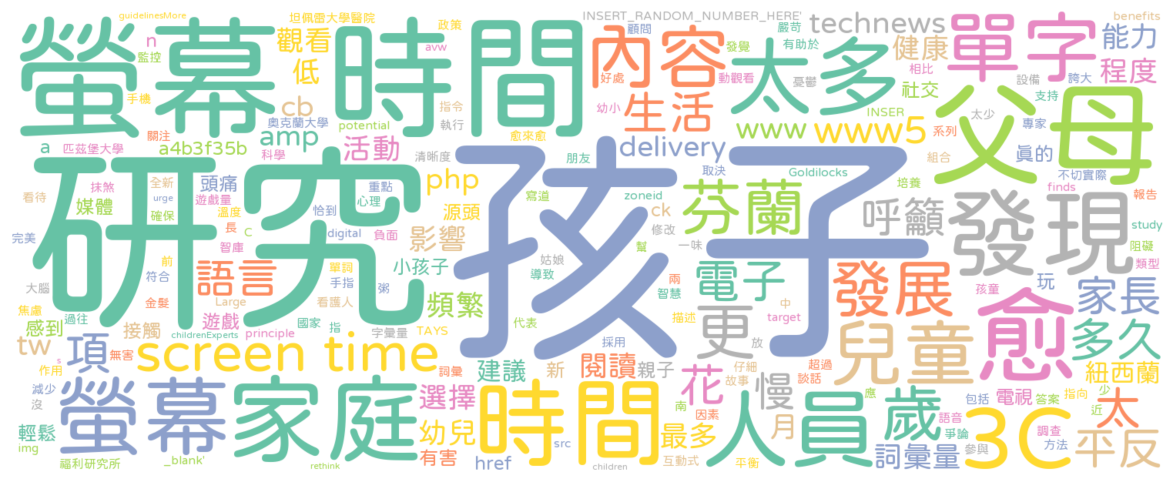 guidelinesMore
坦佩雷大學醫院
政策
INSERT_RANDOM_NUMBER_HERE'
嚴苛
benefits
螢幕時間
n
觀看
監控
avw
顧問
technews
有助於
單字
能力
手機
低
好處
內容
動觀看
發覺
太多
健康
相比
設備
誇大
程度
奧克蘭大學
cb
指令
幼小
生活
憂鬱
社交
INSER
支持
關注
potential
執行
愈來愈
www
www5
系列
太少
專家
父母
a
匹茲堡大學
a4b3f35b
科學
amp
活動
清晰度
朋友
delivery
取決
Goldilocks
組合
真的
不切實際
看待
抹煞
全新
頭痛
重點
php
寫道
zoneid
培養
finds
報告
研究
孩子
urge
遊戲量
心理
芬蘭
呼籲
發現
study
媒體
確保
溫度
恰到
源頭
ck
修改
阻礙
完美
長
c
digital
負面
影響
姑娘
幫
一味
類型
智庫
符合
前
語言
單詞
小孩子
導致
兩
電子
發展
孩童
玩
家長
大腦
金髮
Large
手指
看護人
粥
頻繁
智慧
描述
中
焦慮
過往
遊戲
國家
指
字彙量
TAYS
代表
採用
target
放
更
兒童
愈
多久
感到
接觸
childrenExperts
principle
tw
項
screen time
建議
新
閱讀
親子
仔細
超過
紐西蘭
s
作用
無害
詞彙
故事
談話
慢
應
包括
電視
答案
指向
少
減少
螢幕家庭
選擇
時間
花
南
因素
月
人員
歲
語音
3C
近
太
沒
輕鬆
幼兒
最多
爭論
調查
平反
img
有害
src
互動式
平衡
詞彙量
參與
方法
福利研究所
_blank'
rethink
href
children